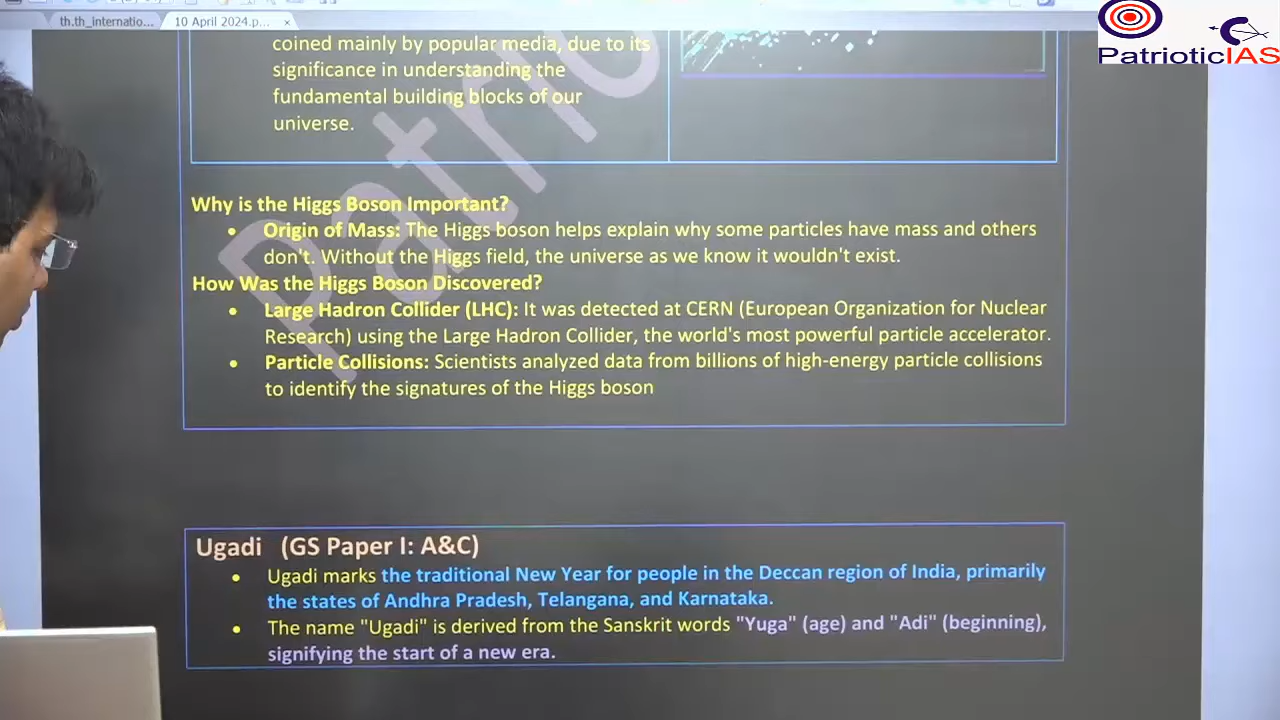 th.th_internatio...
10 April 2024.p...
×
PatrioticIAS
coined mainly by popular media, due to its
significance in understanding the
fundamental building blocks of our
universe.
Patrio
Why is the Higgs Boson Important?
• Origin of Mass: The Higgs boson helps explain why some particles have mass and others
don't. Without the Higgs field, the universe as we know it wouldn't exist.
How Was the Higgs Boson Discovered?
• Large Hadron Collider (LHC): It was detected at CERN (European Organization for Nuclear
Research) using the Large Hadron Collider, the world's most powerful particle accelerator.
• Particle Collisions: Scientists analyzed data from billions of high-energy particle collisions
to identify the signatures of the Higgs boson
Ugadi (GS Paper I: A&C)
• Ugadi marks the traditional New Year for people in the Deccan region of India, primarily
the states of Andhra Pradesh, Telangana, and Karnataka.
• The name "Ugadi" is derived from the Sanskrit words "Yuga" (age) and "Adi" (beginning),
signifying the start of a new era.